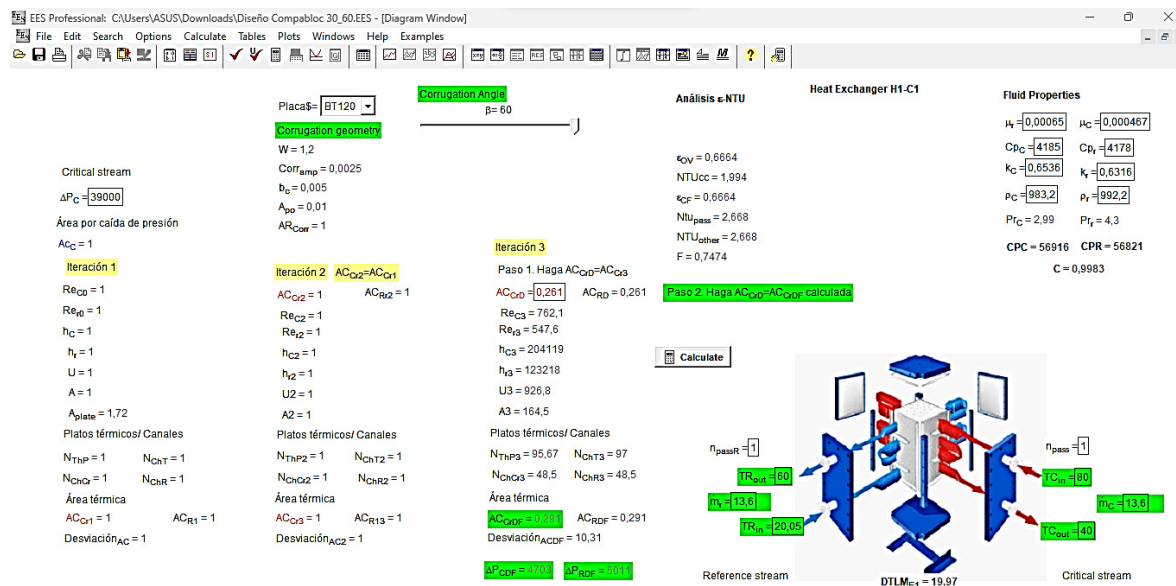 EES Professional: C:\Users\ASUS\Downloads\Diseño Compabloc 30_60.EES - [Diagram Window]
File Edit Search Options Calculate Tables Plots Windows Help Examples
Placa$= BT120
Corrugation Angle
β= 60
Corrugation geometry
W = 1,2
Corr_amp = 0,0025
b_c = 0,005
A_po = 0,01
AR_Corr = 1
Análisis ε-NTU
Heat Exchanger H1-C1
Fluid Properties
μ_r = 0,00065 μ_C = 0,000467
Cp_C = 4185 Cp_r = 4178
k_C = 0,6536 k_r = 0,6316
ρ_C = 983,2 ρ_r = 992,2
Pr_C = 2,99 Pr_r = 4,3
CPC = 56916 CPR = 56821
C = 0,9983
ε_OV = 0,6664
NTUcc = 1,994
ε_CF = 0,6664
Ntu_pass = 2,668
NTU_other = 2,668
F = 0,7474
Critical stream
ΔP_C = 39000
Área por caída de presión
Ac_C = 1
Iteración 1
Re_C0 = 1
Re_r0 = 1
h_C = 1
h_r = 1
U = 1
A = 1
A_plate = 1,72
Platos térmicos/ Canales
N_ThP = 1 N_ChT = 1
N_ChCr = 1 N_ChR = 1
Área térmica
AC_Cr1 = 1 AC_R1 = 1
Desviación_AC = 1
Iteración 2 AC_Cr2=AC_Cr1
AC_Cr2 = 1 AC_Rr2 = 1
Re_C2 = 1
Re_r2 = 1
h_C2 = 1
h_r2 = 1
U2 = 1
A2 = 1
Platos térmicos/ Canales
N_ThP2 = 1 N_ChT2 = 1
N_ChCr2 = 1 N_ChR2 = 1
Área térmica
AC_Cr3 = 1 AC_R13 = 1
Desviación_AC2 = 1
Iteración 3
Paso 1. Haga AC_CrD=AC_Cr3
AC_CrD = 0,261 AC_RD = 0,261
Re_C3 = 762,1
Re_r3 = 547,6
h_C3 = 204119
h_r3 = 123218
U3 = 926,8
A3 = 164,5
Platos térmicos/ Canales
N_ThP3 = 95,67 N_ChT3 = 97
N_ChCr3 = 48,5 N_ChR3 = 48,5
Área térmica
AC_CrDF = 0,291 AC_RDF = 0,291
Desviación_ACDF = 10,31
ΔP_CDF = 4703 ΔP_RDF = 5011
Paso 2. Haga AC_CrD=AC_CrDF calculada
Calculate
n_passR = 1
n_pass = 1
TR_out = 60
TC_in = 80
m_r = 13,6
m_C = 13,6
TR_in = 20,05
TC_out = 40
Reference stream
DTLM_E1 = 19,97
Critical stream